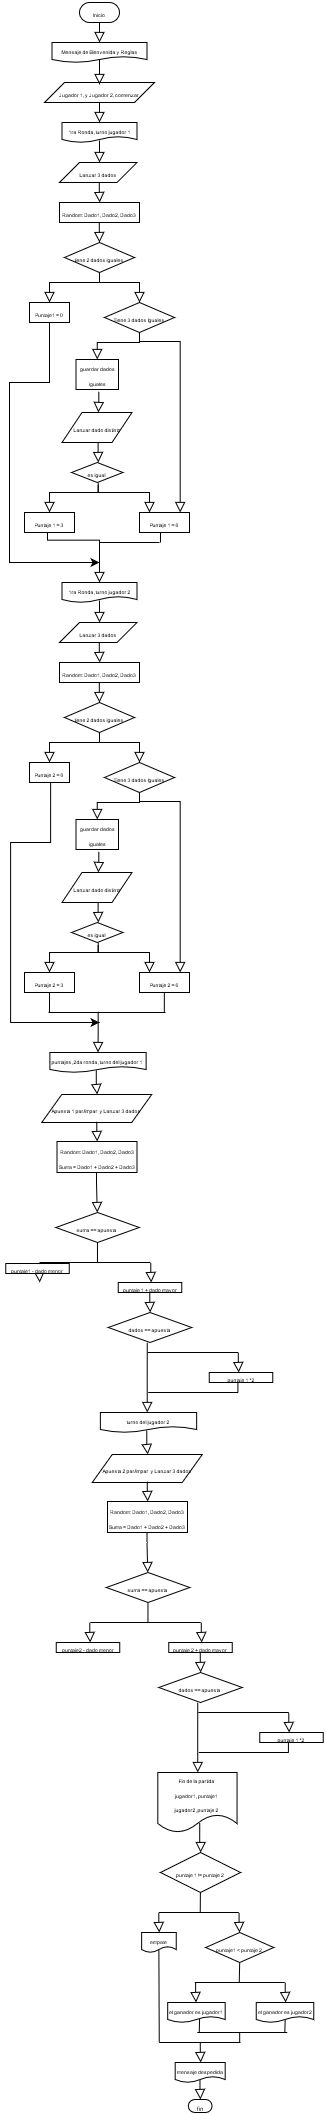 Inicio
Mensaje de Bienvenida y Reglas
Jugador 1, y Jugador 2, comenzar
1ra Ronda, turno jugador 1
Lanzar 3 dados
Random: Dado1, Dado2, Dado3
tiene 2 dados iguales
Puntaje1 = 0
Tiene 3 dados iguales
guardar dados
iguales
Lanzar dado distinto
es igual
Puntaje 1 = 3
Puntaje 1 = 6
1ra Ronda, turno jugador 2
Lanzar 3 dados
Random: Dado1, Dado2, Dado3
tiene 2 dados iguales
Puntaje 2 = 0
Tiene 3 dados iguales
guardar dados
iguales
Lanzar dado distinto
es igual
Puntaje 2 = 3
Puntaje 2 = 6
puntajes, 2da ronda, turno del jugador 1
Apuesta 1 par/impar y Lanzar 3 dados
Random: Dado1, Dado2, Dado3
Suma = Dado1 + Dado2 + Dado3
suma == apuesta
puntaje1 - dado menor
puntaje 1 + dado mayor
dados == apuesta
puntaje 1 *2
turno del jugador 2
Apuesta 2 par/impar y Lanzar 3 dados
Random: Dado1, Dado2, Dado3
Suma = Dado1 + Dado2 + Dado3
suma == apuesta
puntaje2 - dado menor
puntaje 2 + dado mayor
dados == apuesta
puntaje 1 *2
Fin de la partida
jugador1, puntaje1
jugador2, puntaje 2
puntaje 1 != puntaje 2
empate
puntaje1 < puntaje 2
el ganador es jugador1
el ganador es jugador2
mensaje despedida
fin